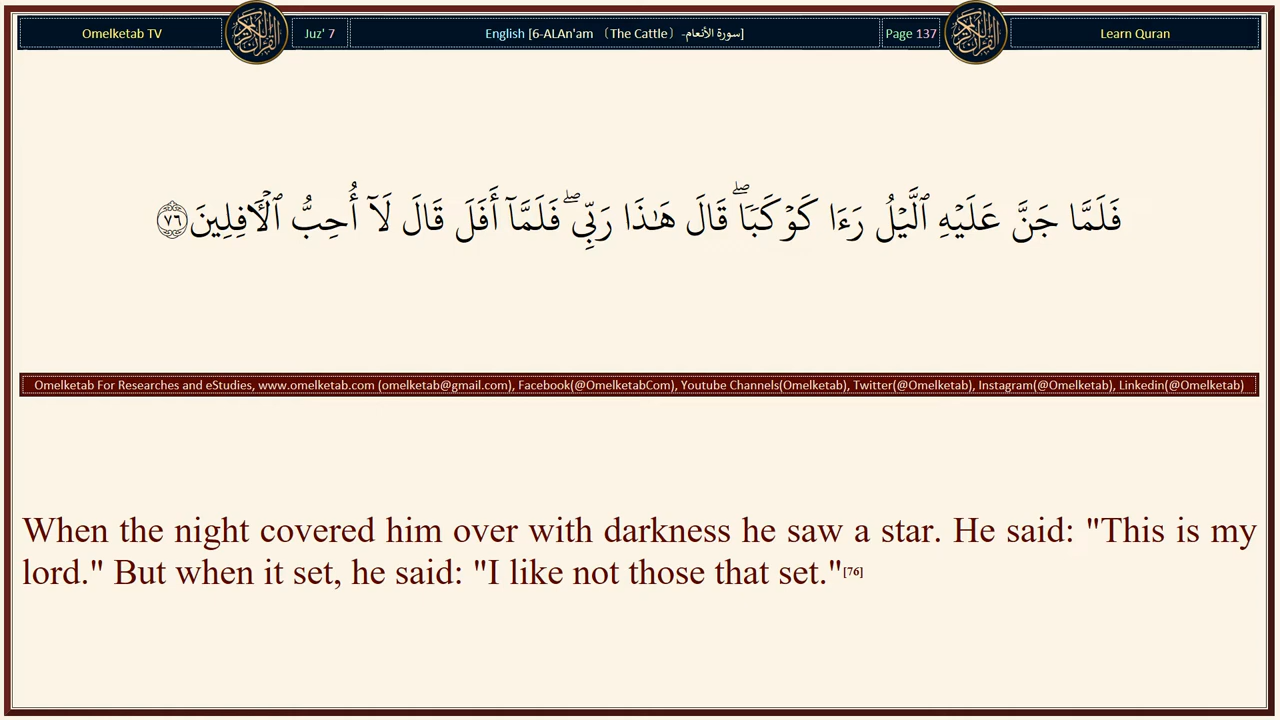 Omelketab TV
Juz' 7
English [6-ALAn'am （The Cattle） -سورة الأنعام]
Page 137
Learn Quran
فَلَمَّا جَنَّ عَلَيْهِ ٱلَّيْلُ رَءَا كَوْكَبًا ۖ قَالَ هَٰذَا رَبِّى ۖ فَلَمَّآ أَفَلَ قَالَ لَآ أُحِبُّ ٱلْـَٔافِلِينَ ٧٦
Omelketab For Researches and eStudies, www.omelketab.com (omelketab@gmail.com), Facebook(@OmelketabCom), Youtube Channels(Omelketab), Twitter(@Omelketab), Instagram(@Omelketab), Linkedin(@Omelketab)
When the night covered him over with darkness he saw a star. He said: "This is my
lord." But when it set, he said: "I like not those that set."[76]